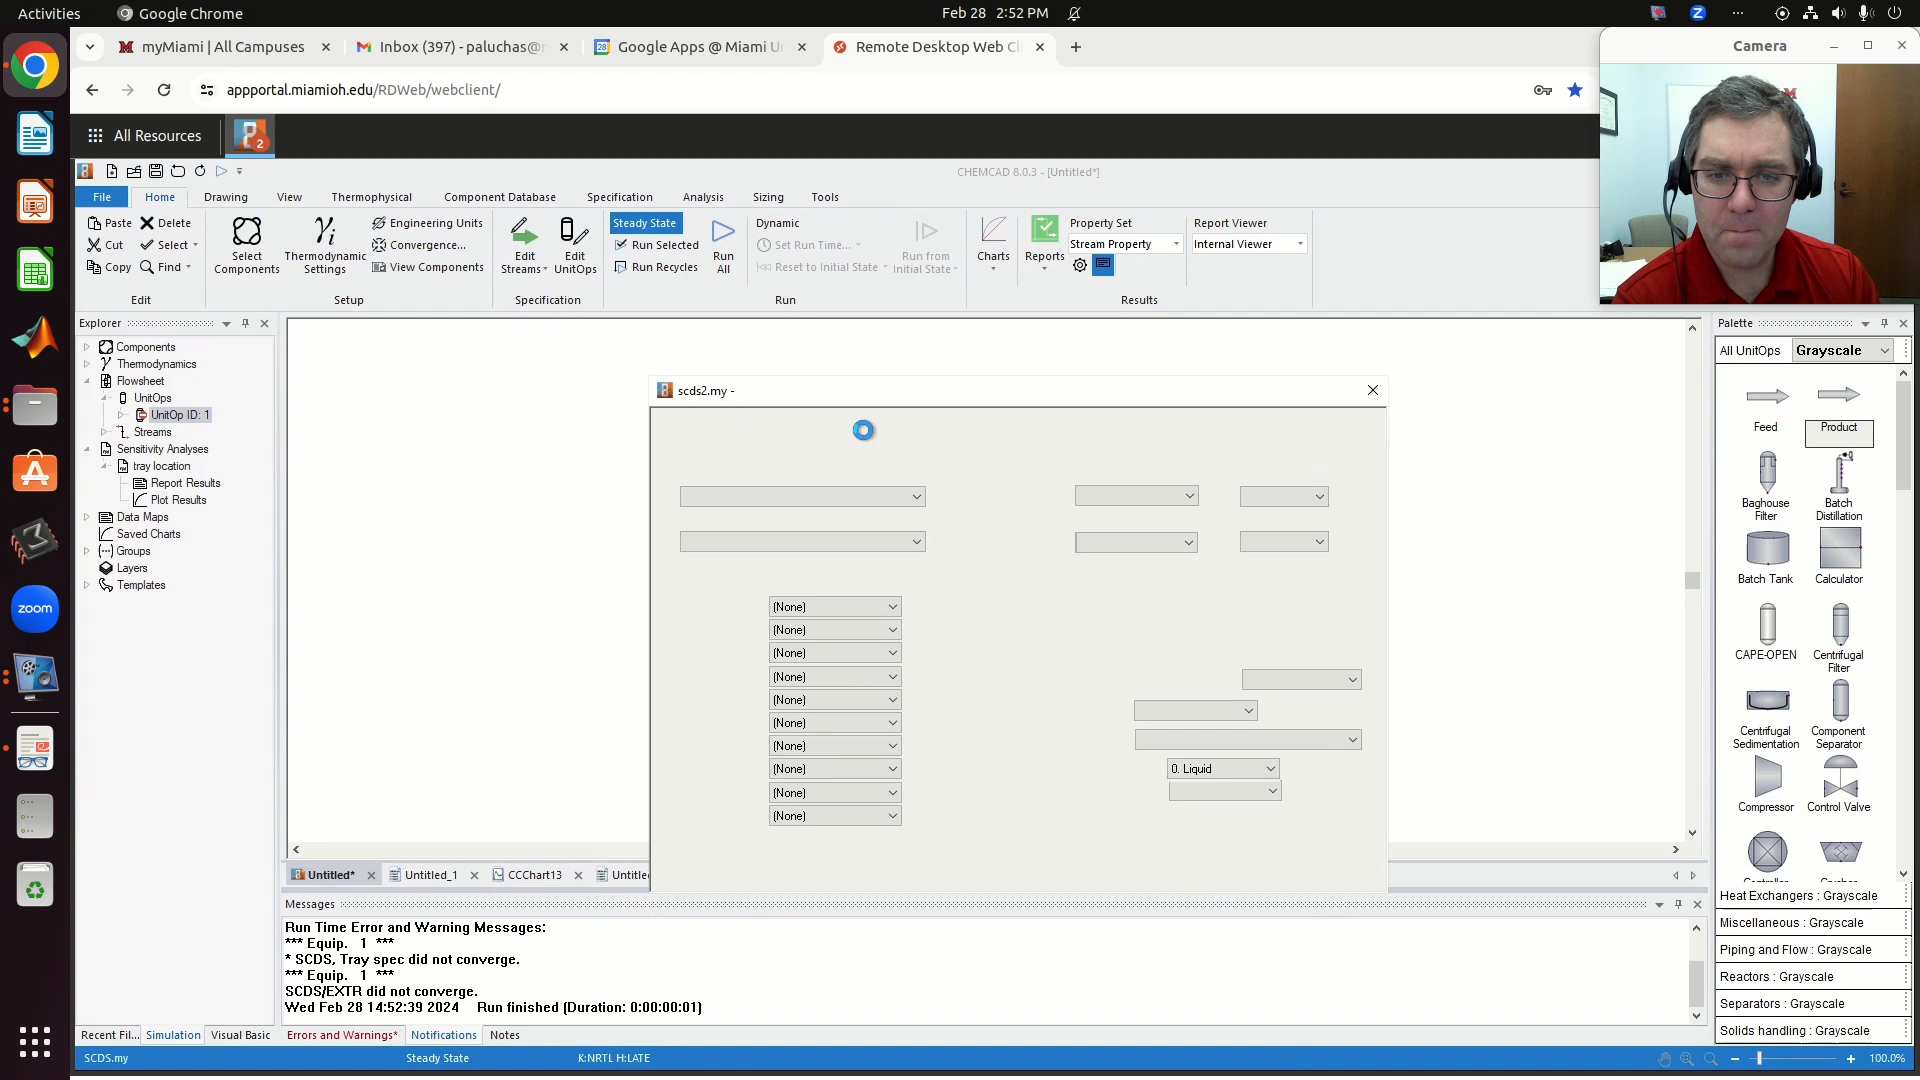 Activities
Google Chrome
Feb 28 2:52 PM
myMiami | All Campuses
Inbox (397) - paluchas@
Google Apps @ Miami U
Remote Desktop Web Cl
Camera
appportal.miamioh.edu/RDWeb/webclient/
All Resources
2
CHEMCAD 8.0.3 - [Untitled*]
File Home Drawing View Thermophysical Component Database Specification Analysis Sizing Tools
Paste Delete
Cut Select
Copy Find
Edit
Select Components
Thermodynamic Settings
Engineering Units
Convergence...
View Components
Setup
Edit Streams
Edit UnitOps
Specification
Steady State
Run Selected
Run Recycles
Run All
Dynamic
Set Run Time...
Reset to Initial State
Run from Initial State
Run
Charts
Reports
Property Set
Stream Property
Report Viewer
Internal Viewer
Results
Explorer
Components
Thermodynamics
Flowsheet
UnitOps
UnitOp ID: 1
Streams
Sensitivity Analyses
tray location
Report Results
Plot Results
Data Maps
Saved Charts
Groups
Layers
Templates
Recent Fil... Simulation Visual Basic
scds2.my -
(None)
(None)
(None)
(None)
(None)
(None)
(None)
(None)
(None)
(None)
0. Liquid
Untitled* Untitled_1 CCChart13 Untitle
Messages
Run Time Error and Warning Messages:
*** Equip. 1 ***
* SCDS, Tray spec did not converge.
*** Equip. 1 ***
SCDS/EXTR did not converge.
Wed Feb 28 14:52:39 2024 Run finished (Duration: 0:00:00:01)
Errors and Warnings* Notifications Notes
Palette
All UnitOps Grayscale
Feed
Product
Baghouse Filter
Batch Distillation
Batch Tank
Calculator
CAPE-OPEN
Centrifugal Filter
Centrifugal Sedimentation
Component Separator
Compressor
Control Valve
Heat Exchangers : Grayscale
Miscellaneous : Grayscale
Piping and Flow : Grayscale
Reactors : Grayscale
Separators : Grayscale
Solids handling : Grayscale
SCDS.my
Steady State
K:NRTL H:LATE
100.0%
zoom